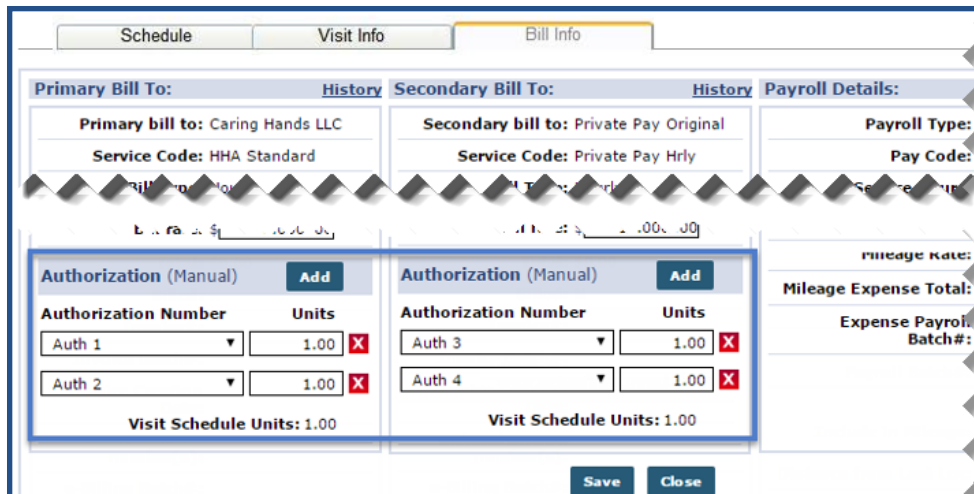 Schedule Visit Info Bill Info
Primary Bill To: History Secondary Bill To: History Payroll Details:
Primary bill to: Caring Hands LLC Secondary bill to: Private Pay Original Payroll Type:
Service Code: HHA Standard Service Code: Private Pay Hrly Pay Code:
Mileage Rate:
Authorization (Manual) Add Authorization (Manual) Add
Mileage Expense Total:
Authorization Number Units Authorization Number Units
Expense Payroll
Batch#:
Auth 1 1.00 X Auth 3 1.00 X
Auth 2 1.00 X Auth 4 1.00 X
Visit Schedule Units: 1.00 Visit Schedule Units: 1.00
Save Close